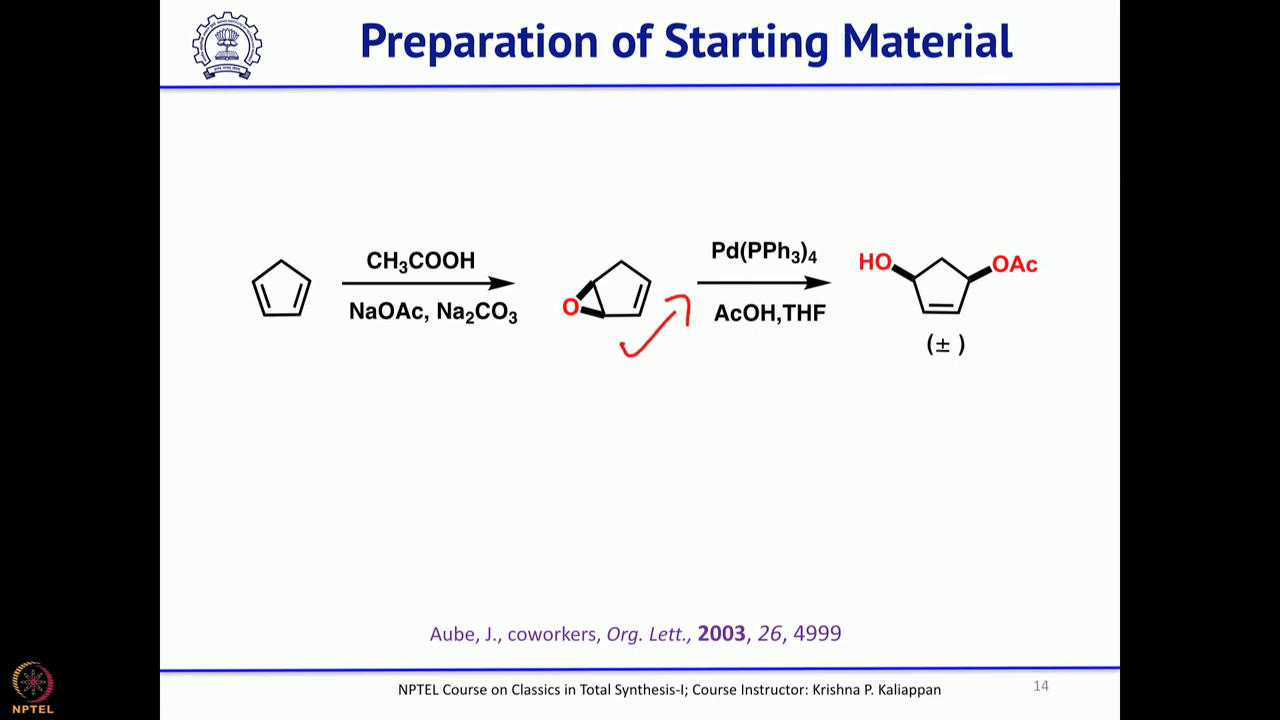 Preparation of Starting Material
CH₃COOH
NaOAc, Na₂CO₃
O
Pd(PPh₃)₄
AcOH,THF
HO
OAc
(± )
Aube, J., coworkers, Org. Lett., 2003, 26, 4999
NPTEL Course on Classics in Total Synthesis-I; Course Instructor: Krishna P. Kaliappan
14
NPTEL